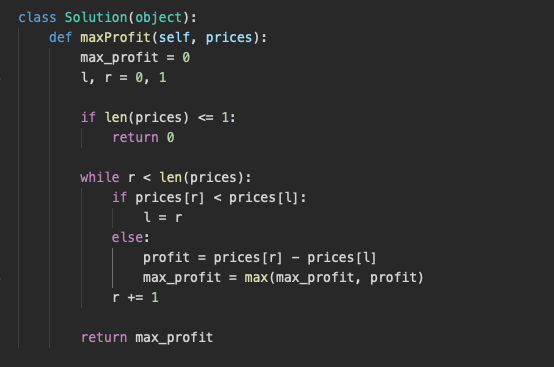 class Solution(object):
    def maxProfit(self, prices):
        max_profit = 0
        l, r = 0, 1

        if len(prices) <= 1:
            return 0

        while r < len(prices):
            if prices[r] < prices[l]:
                l = r
            else:
                profit = prices[r] - prices[l]
                max_profit = max(max_profit, profit)
            r += 1

        return max_profit